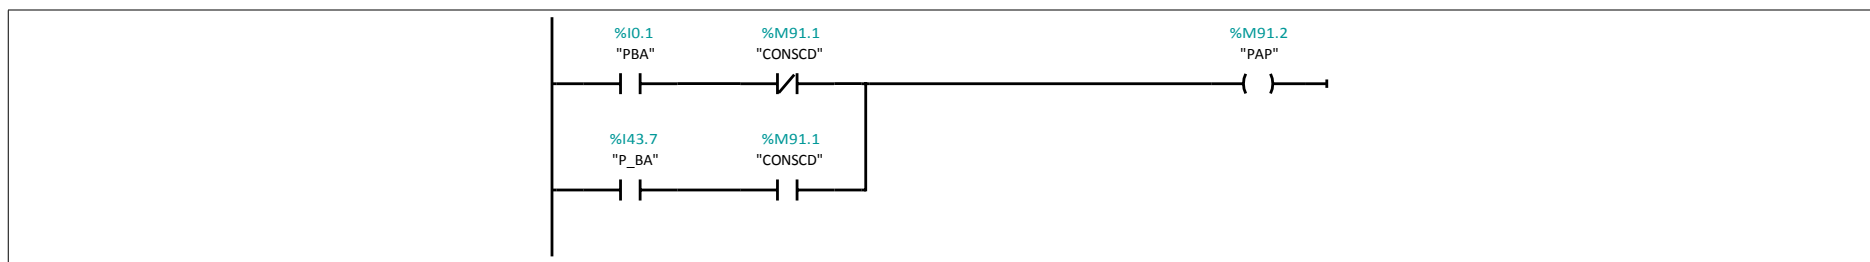 %I0.1 %M91.1 %M91.2
"PBA" "CONSCD" "PAP"
%I43.7 %M91.1
"P_BA" "CONSCD"